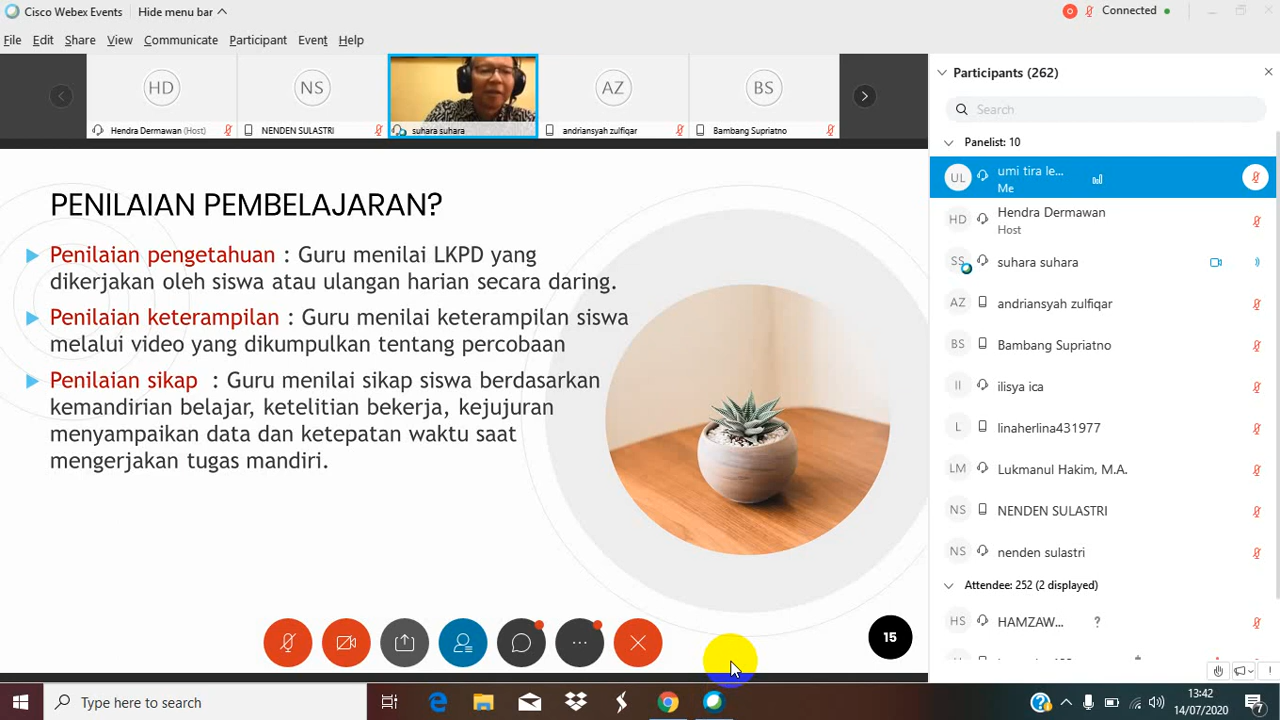 Cisco Webex Events
Hide menu bar
Connected
File Edit Share View Communicate Participant Event Help
HD
NS
AZ
BS
Hendra Dermawan (Host)
NENDEN SULASTRI
suhara suhara
andriansyah zulfiqar
Bambang Supriatno
PENILAIAN PEMBELAJARAN?
Penilaian pengetahuan : Guru menilai LKPD yang
dikerjakan oleh siswa atau ulangan harian secara daring.
Penilaian keterampilan : Guru menilai keterampilan siswa
melalui video yang dikumpulkan tentang percobaan
Penilaian sikap : Guru menilai sikap siswa berdasarkan
kemandirian belajar, ketelitian bekerja, kejujuran
menyampaikan data dan ketepatan waktu saat
mengerjakan tugas mandiri.
15
Participants (262)
Search
Panelist: 10
UL umi tira le...
Me
HD Hendra Dermawan
Host
SS suhara suhara
AZ andriansyah zulfiqar
BS Bambang Supriatno
II ilisya ica
L linaherlina431977
LM Lukmanul Hakim, M.A.
NS NENDEN SULASTRI
NS nenden sulastri
Attendee: 252 (2 displayed)
HS HAMZAW... ?
Type here to search
13:42
14/07/2020